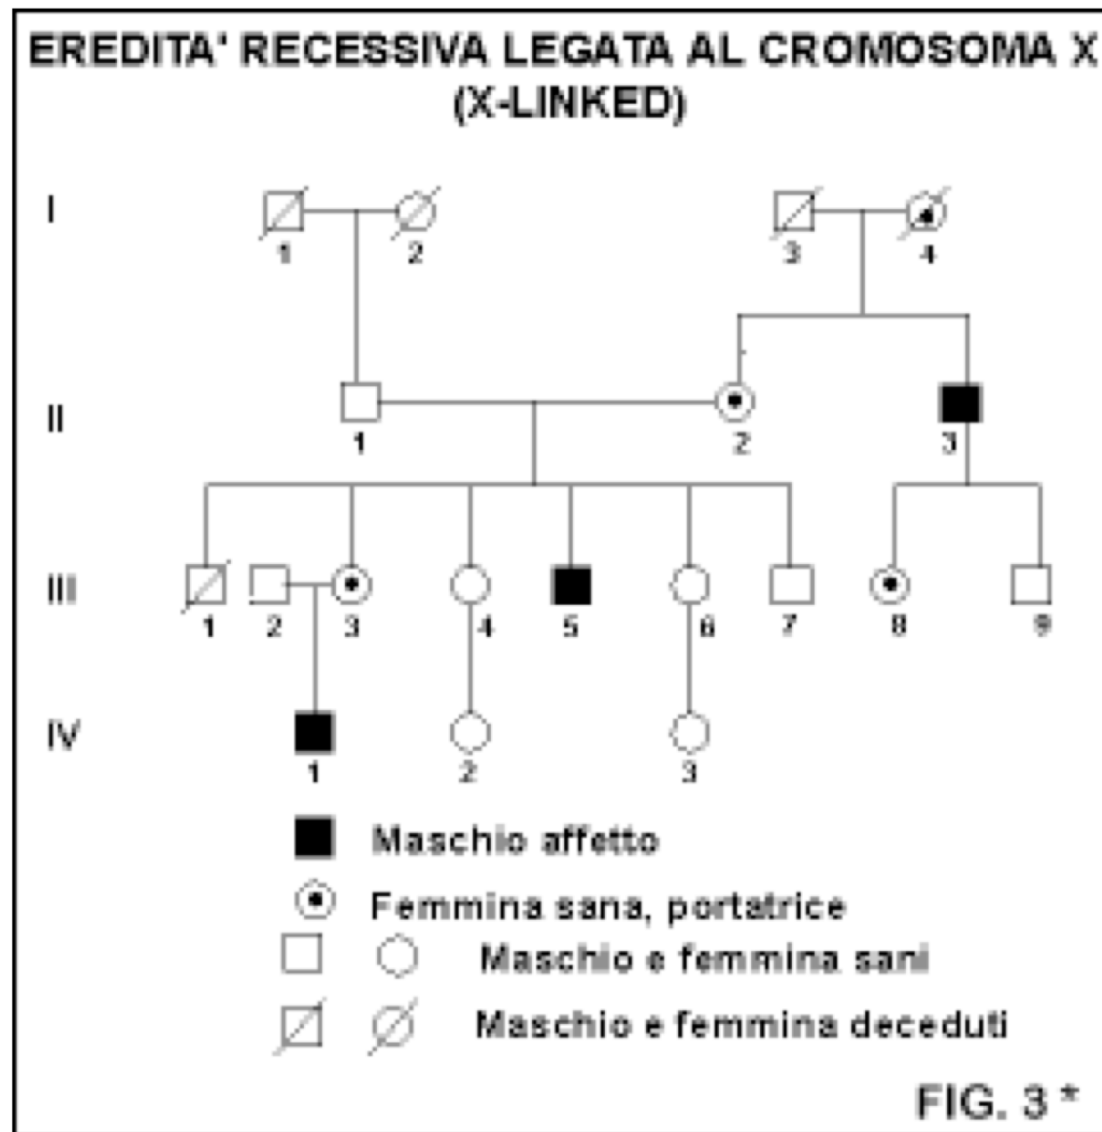 EREDITA' RECESSIVA LEGATA AL CROMOSOMA X
(X-LINKED)
I
1 2 3 4
II
1 2 3
III
1 2 3 4 5 6 7 8 9
IV
1 2 3
Maschio affetto
Femmina sana, portatrice
Maschio e femmina sani
Maschio e femmina deceduti
FIG. 3 *